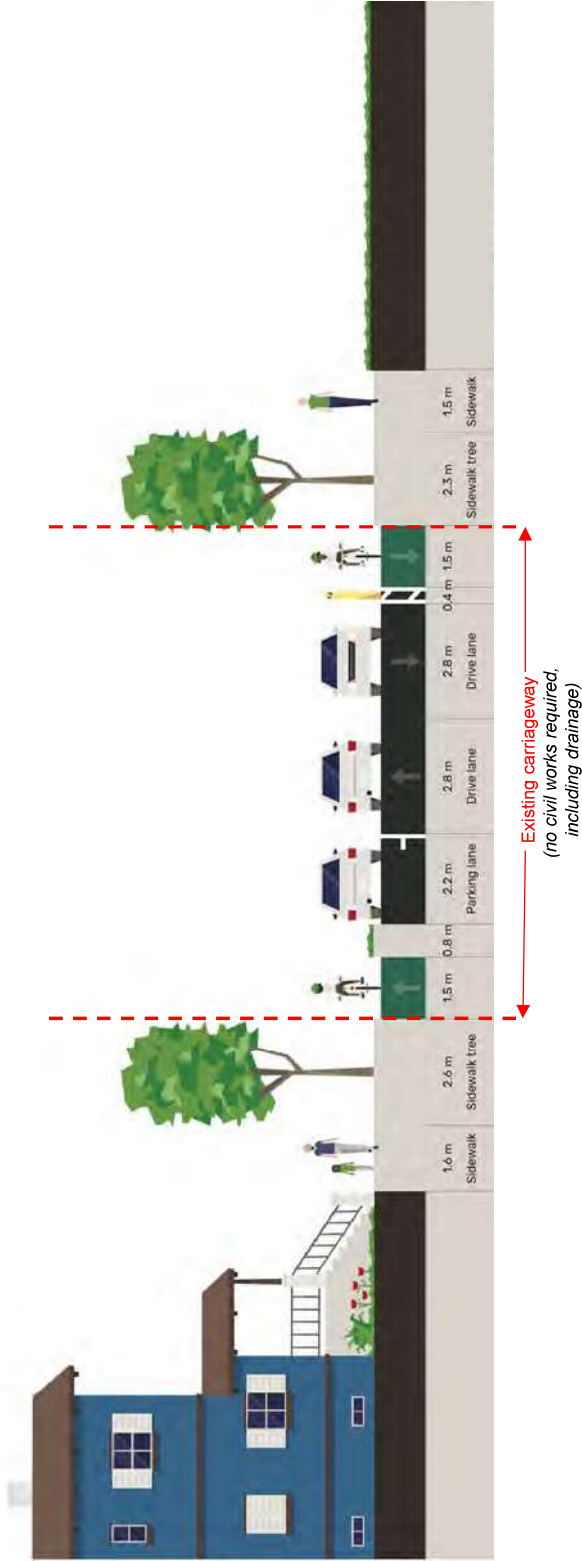 1.6 m
Sidewalk
2.6 m
Sidewalk tree
1.5 m
0.8 m
2.2 m
Parking lane
2.8 m
Drive lane
2.8 m
Drive lane
0.4 m
1.5 m
2.3 m
Sidewalk tree
1.5 m
Sidewalk
Existing carriageway
(no civil works required,
including drainage)